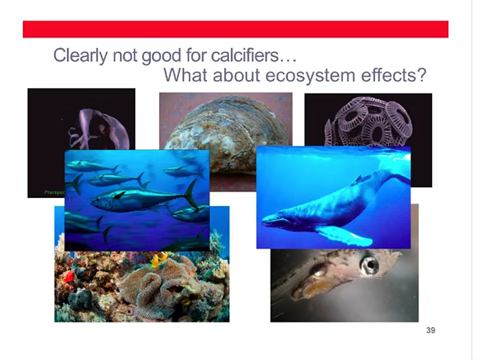 Clearly not good for calcifiers…
What about ecosystem effects?
39